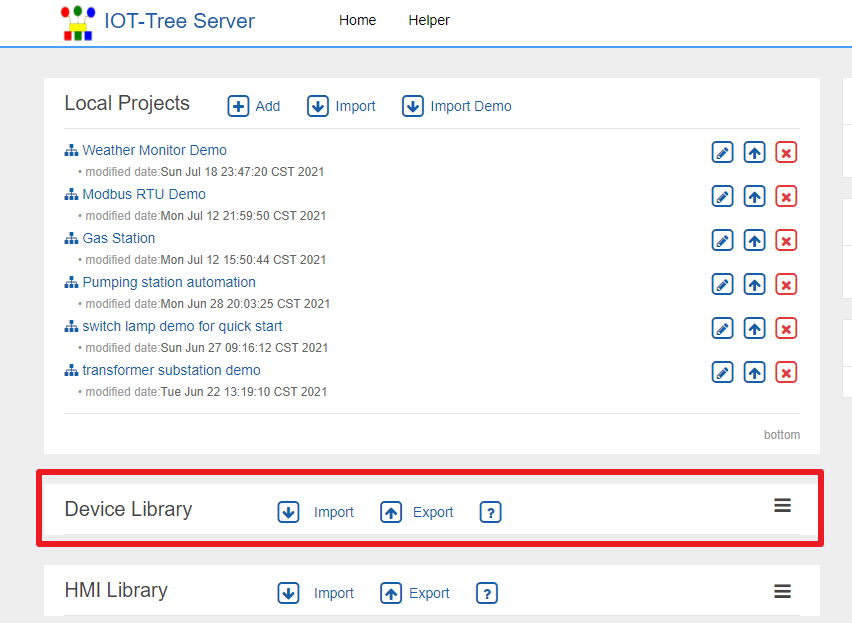 IOT-Tree Server Home Helper
Local Projects Add Import Import Demo
Weather Monitor Demo
• modified date:Sun Jul 18 23:47:20 CST 2021
Modbus RTU Demo
• modified date:Mon Jul 12 21:59:50 CST 2021
Gas Station
• modified date:Mon Jul 12 15:50:44 CST 2021
Pumping station automation
• modified date:Mon Jun 28 20:03:25 CST 2021
switch lamp demo for quick start
• modified date:Sun Jun 27 09:16:12 CST 2021
transformer substation demo
• modified date:Tue Jun 22 13:19:10 CST 2021
bottom
Device Library Import Export ?
HMI Library Import Export ?